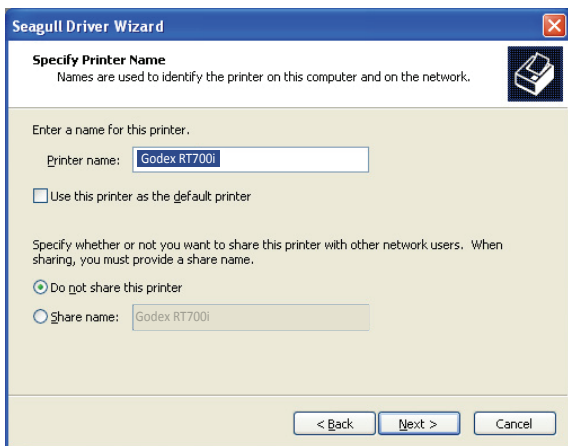 Seagull Driver Wizard
Specify Printer Name
Names are used to identify the printer on this computer and on the network.
Enter a name for this printer.
Printer name: Godex RT700i
Use this printer as the default printer
Specify whether or not you want to share this printer with other network users. When
sharing, you must provide a share name.
Do not share this printer
Share name: Godex RT700i
< Back Next > Cancel